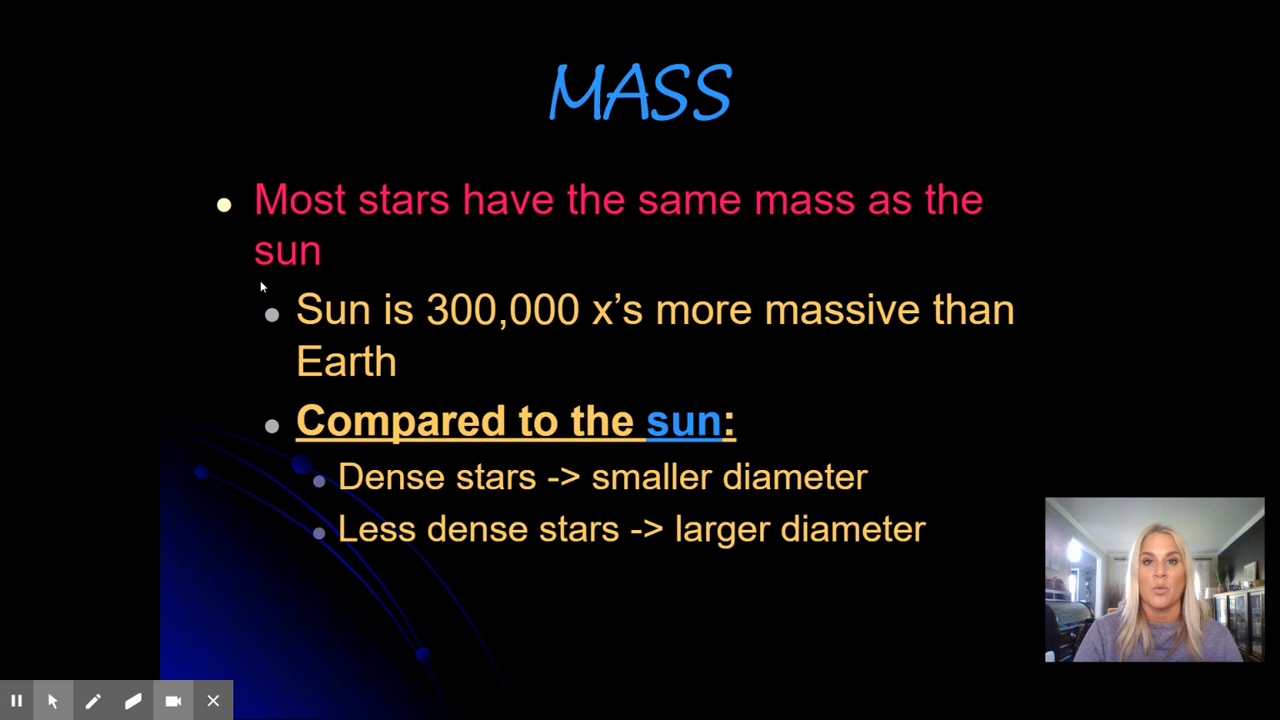 MASS
Most stars have the same mass as the
sun
Sun is 300,000 x’s more massive than
Earth
Compared to the sun:
Dense stars -> smaller diameter
Less dense stars -> larger diameter